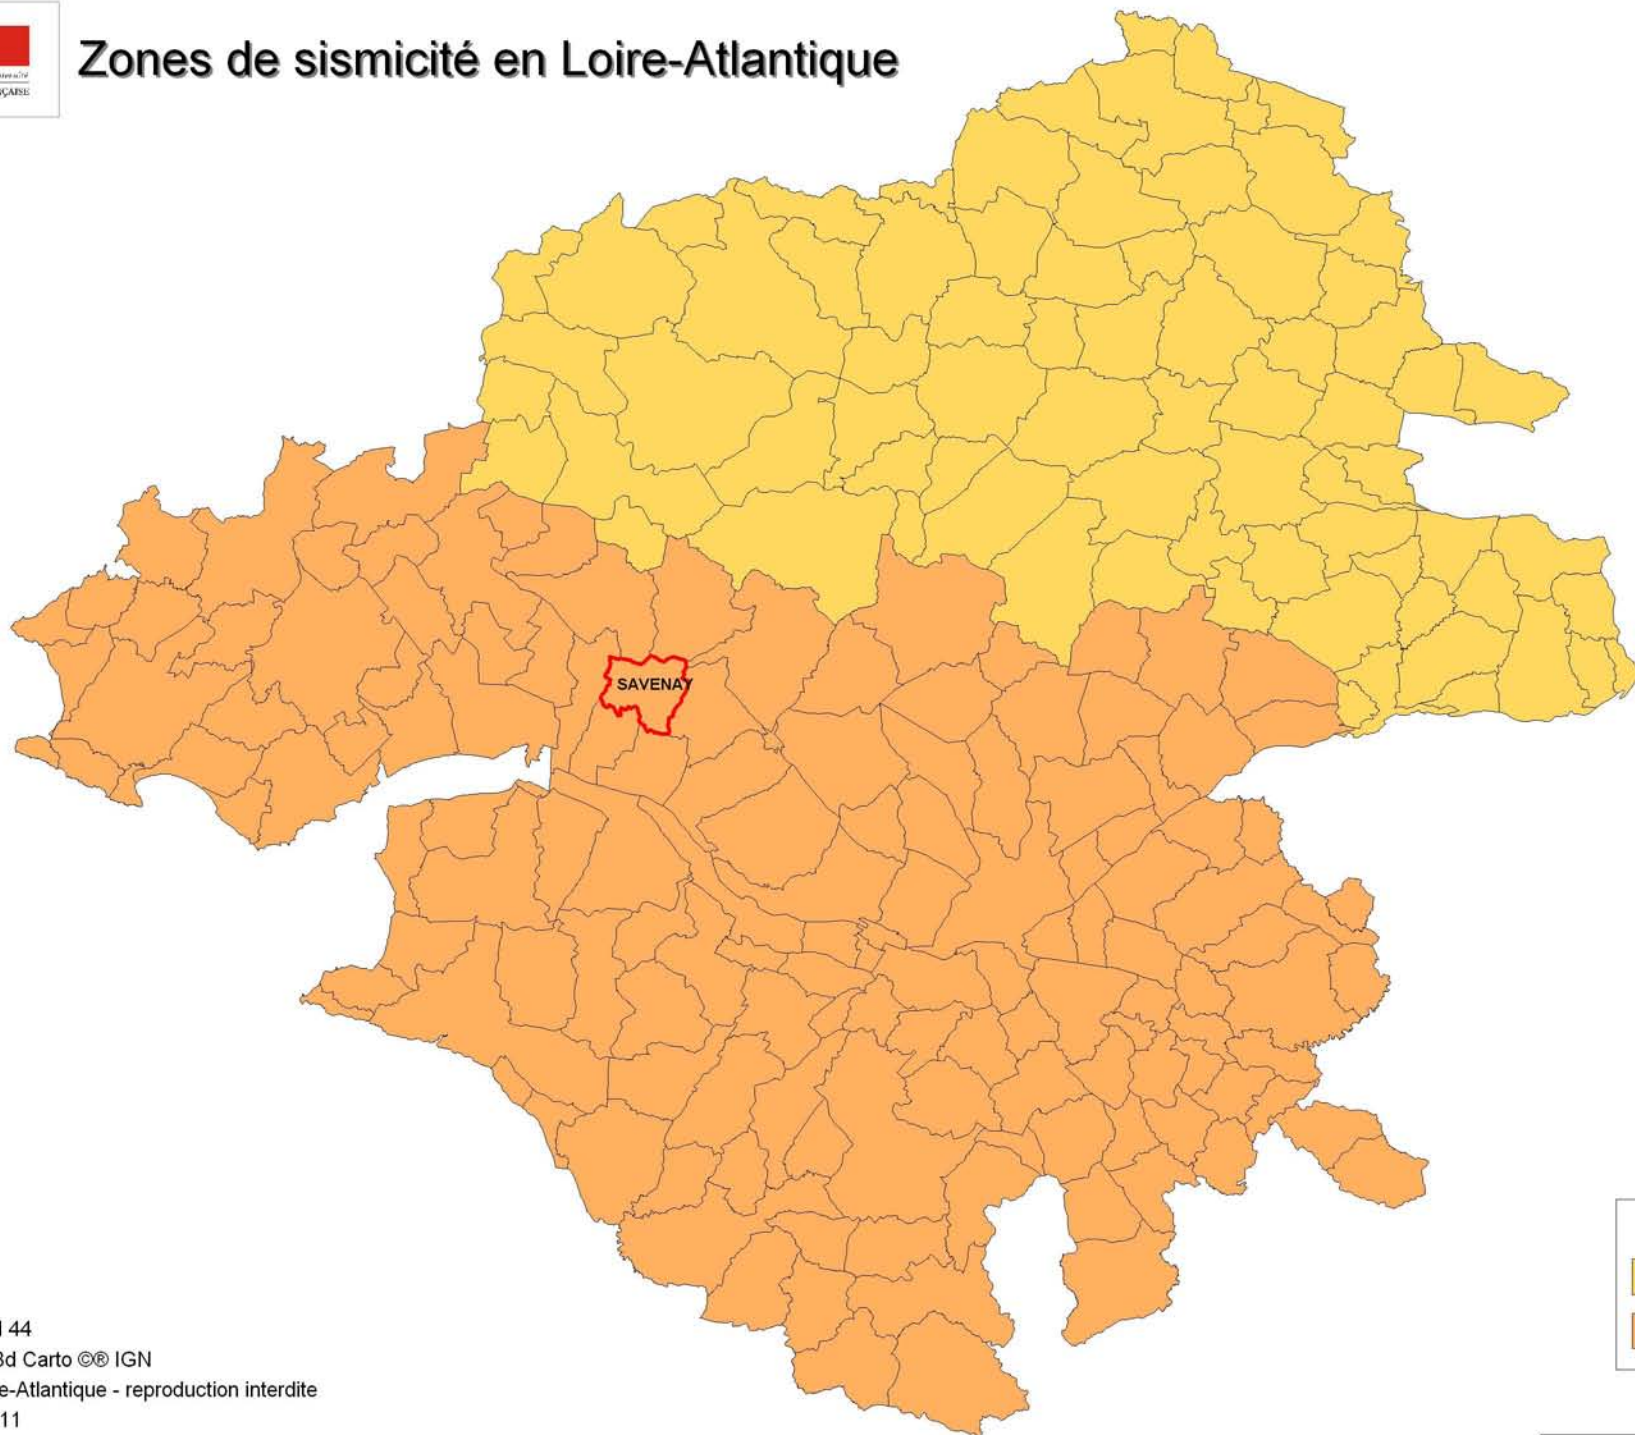 Zones de sismicité en Loire-Atlantique
SAVENAY
44
3d Carto ©® IGN
e-Atlantique - reproduction interdite
11